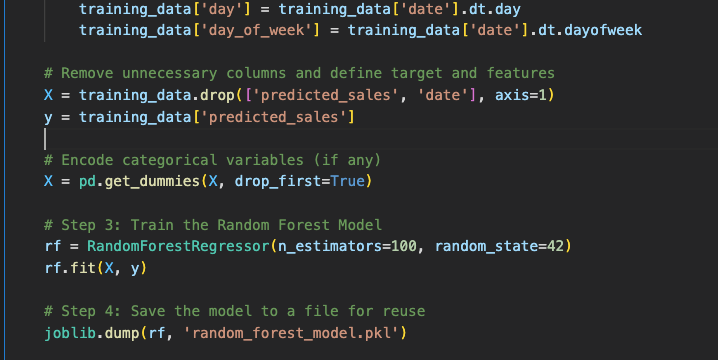 training_data['day'] = training_data['date'].dt.day
training_data['day_of_week'] = training_data['date'].dt.dayofweek
# Remove unnecessary columns and define target and features
X = training_data.drop(['predicted_sales', 'date'], axis=1)
y = training_data['predicted_sales']
# Encode categorical variables (if any)
X = pd.get_dummies(X, drop_first=True)
# Step 3: Train the Random Forest Model
rf = RandomForestRegressor(n_estimators=100, random_state=42)
rf.fit(X, y)
# Step 4: Save the model to a file for reuse
joblib.dump(rf, 'random_forest_model.pkl')